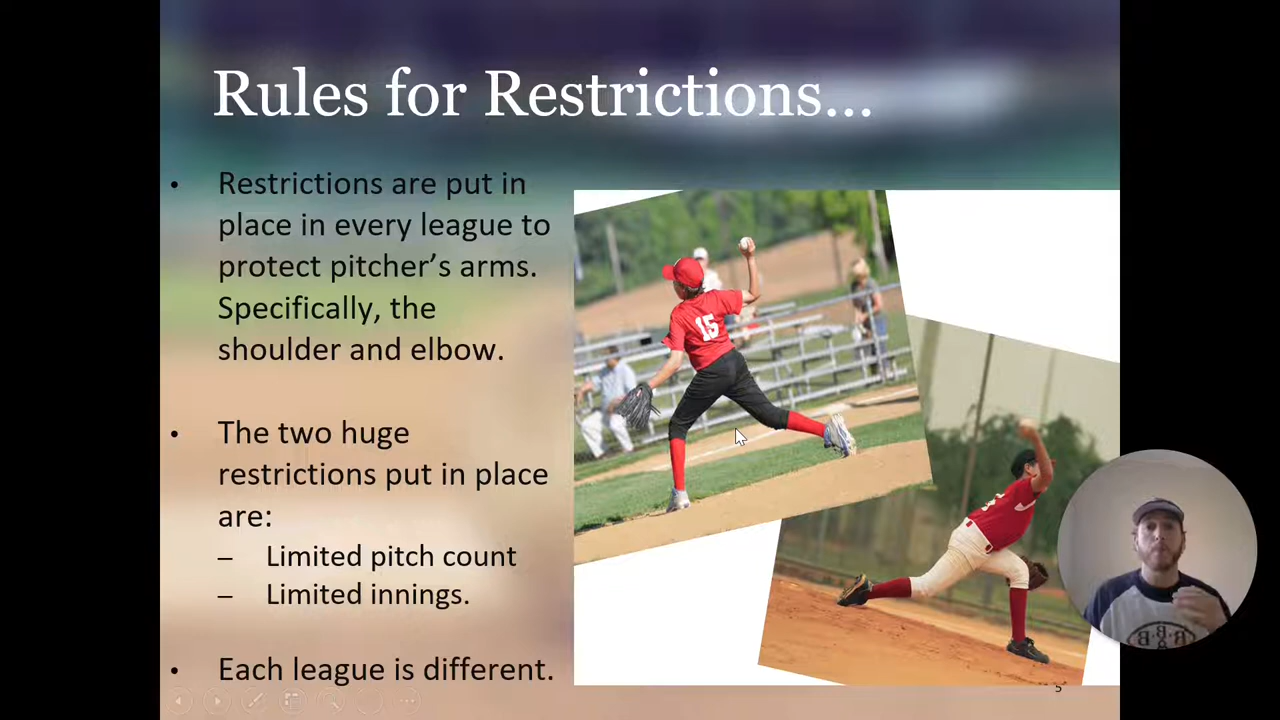 Rules for Restrictions...
• Restrictions are put in
place in every league to
protect pitcher’s arms.
Specifically, the
shoulder and elbow.
• The two huge
restrictions put in place
are:
– Limited pitch count
– Limited innings.
• Each league is different.
15
5